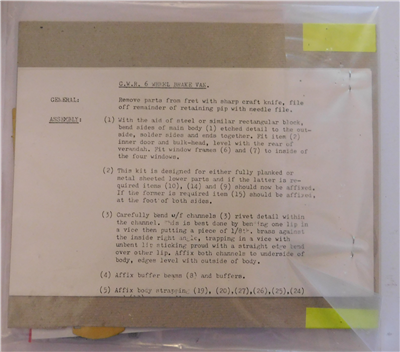 G.W.R. 6 WHEEL BRAKE VAN.
GENERAL: Remove parts from fret with sharp craft knife, file
off remainder of retaining pip with needle file.
ASSEMBLY: (1) With the aid of steel or similar rectangular block,
bend sides of main body (1) etched detail to the out-
side, solder sides and ends together. Fit item (2)
inner door and bulk-head, level with the rear of
verandah. Fit window frames (6) and (7) to inside of
the four windows.
(2) This kit is designed for either fully planked or
metal sheeted lower parts and if the latter is re-
quired items (10), (14) and (9) should now be affixed.
If the former is required item (15) should be affixed
at the foot of both sides.
(3) Carefully bend w/f channels (3) rivet detail within
the channel. This is best done by bending one lip in
a vice then putting a piece of 1/8th. brass against
the inside right angle, trapping in a vice with
unbent lip sticking proud with a straight edge bend
over other lip. Affix both channels to underside of
body, edges level with outside of body.
(4) Affix buffer beams (8) and buffers.
(5) Affix body strapping (19), (20),(27),(26),(25),(24)